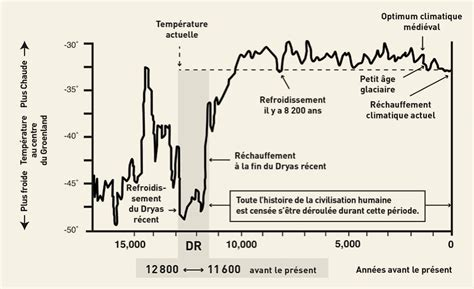 Température
actuelle
Optimum climatique
médiéval
Plus froide Température Plus Chaude
au centre
du Groenland
-30°
-35°
-40°
-45°
-50°
Petit âge
glaciaire
Refroidissement
il y a 8 200 ans
Réchauffement
climatique actuel
Réchauffement
à la fin du Dryas récent
Refroidis-
sement
du Dryas récent
Toute l'histoire de la civilisation humaine
est censée s'être déroulée durant cette période.
15,000
DR
10,000
5,000
0
12 800 ↔ 11 600 avant le présent
Années avant le présent